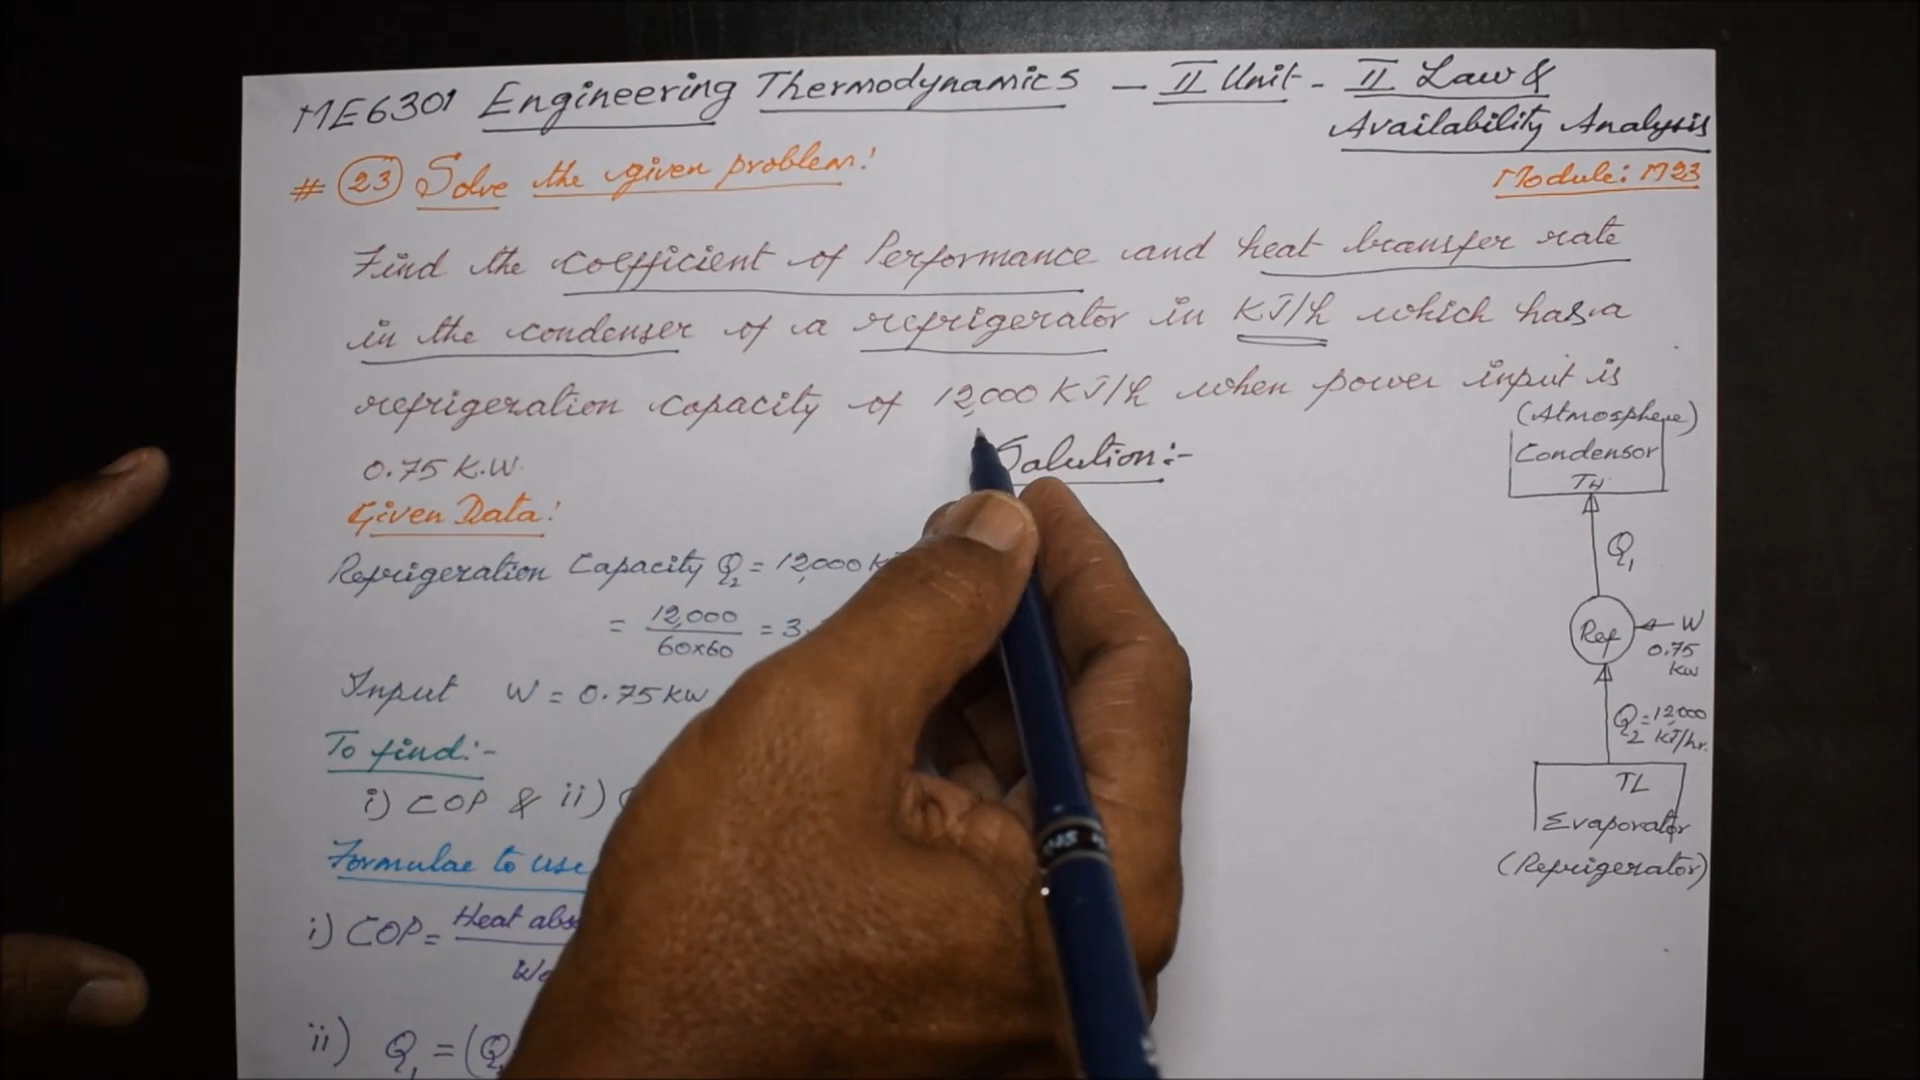 ME6301 Engineering Thermodynamics - II Unit - II Law &
Availability Analysis
# 23 Solve the given problem:
Module: M23
Find the coefficient of Performance and heat transfer rate
in the condenser of a refrigerator in KJ/h which has a
refrigeration capacity of 12,000 KJ/h when power input is
0.75 K.W.
Solution:-
Given Data:
Refrigeration Capacity Q2 = 12,000
= 12,000 / 60x60 = 3.
Input W = 0.75 KW
To find:-
i) COP & ii)
Formulae to use
i) COP = Heat
ii) Q1 = (Q
(Atmosphere)
Condensor
TH
Q1
Ref
W
0.75
KW
Q2 = 12,000
KJ/hr.
TL
Evaporator
(Refrigerator)